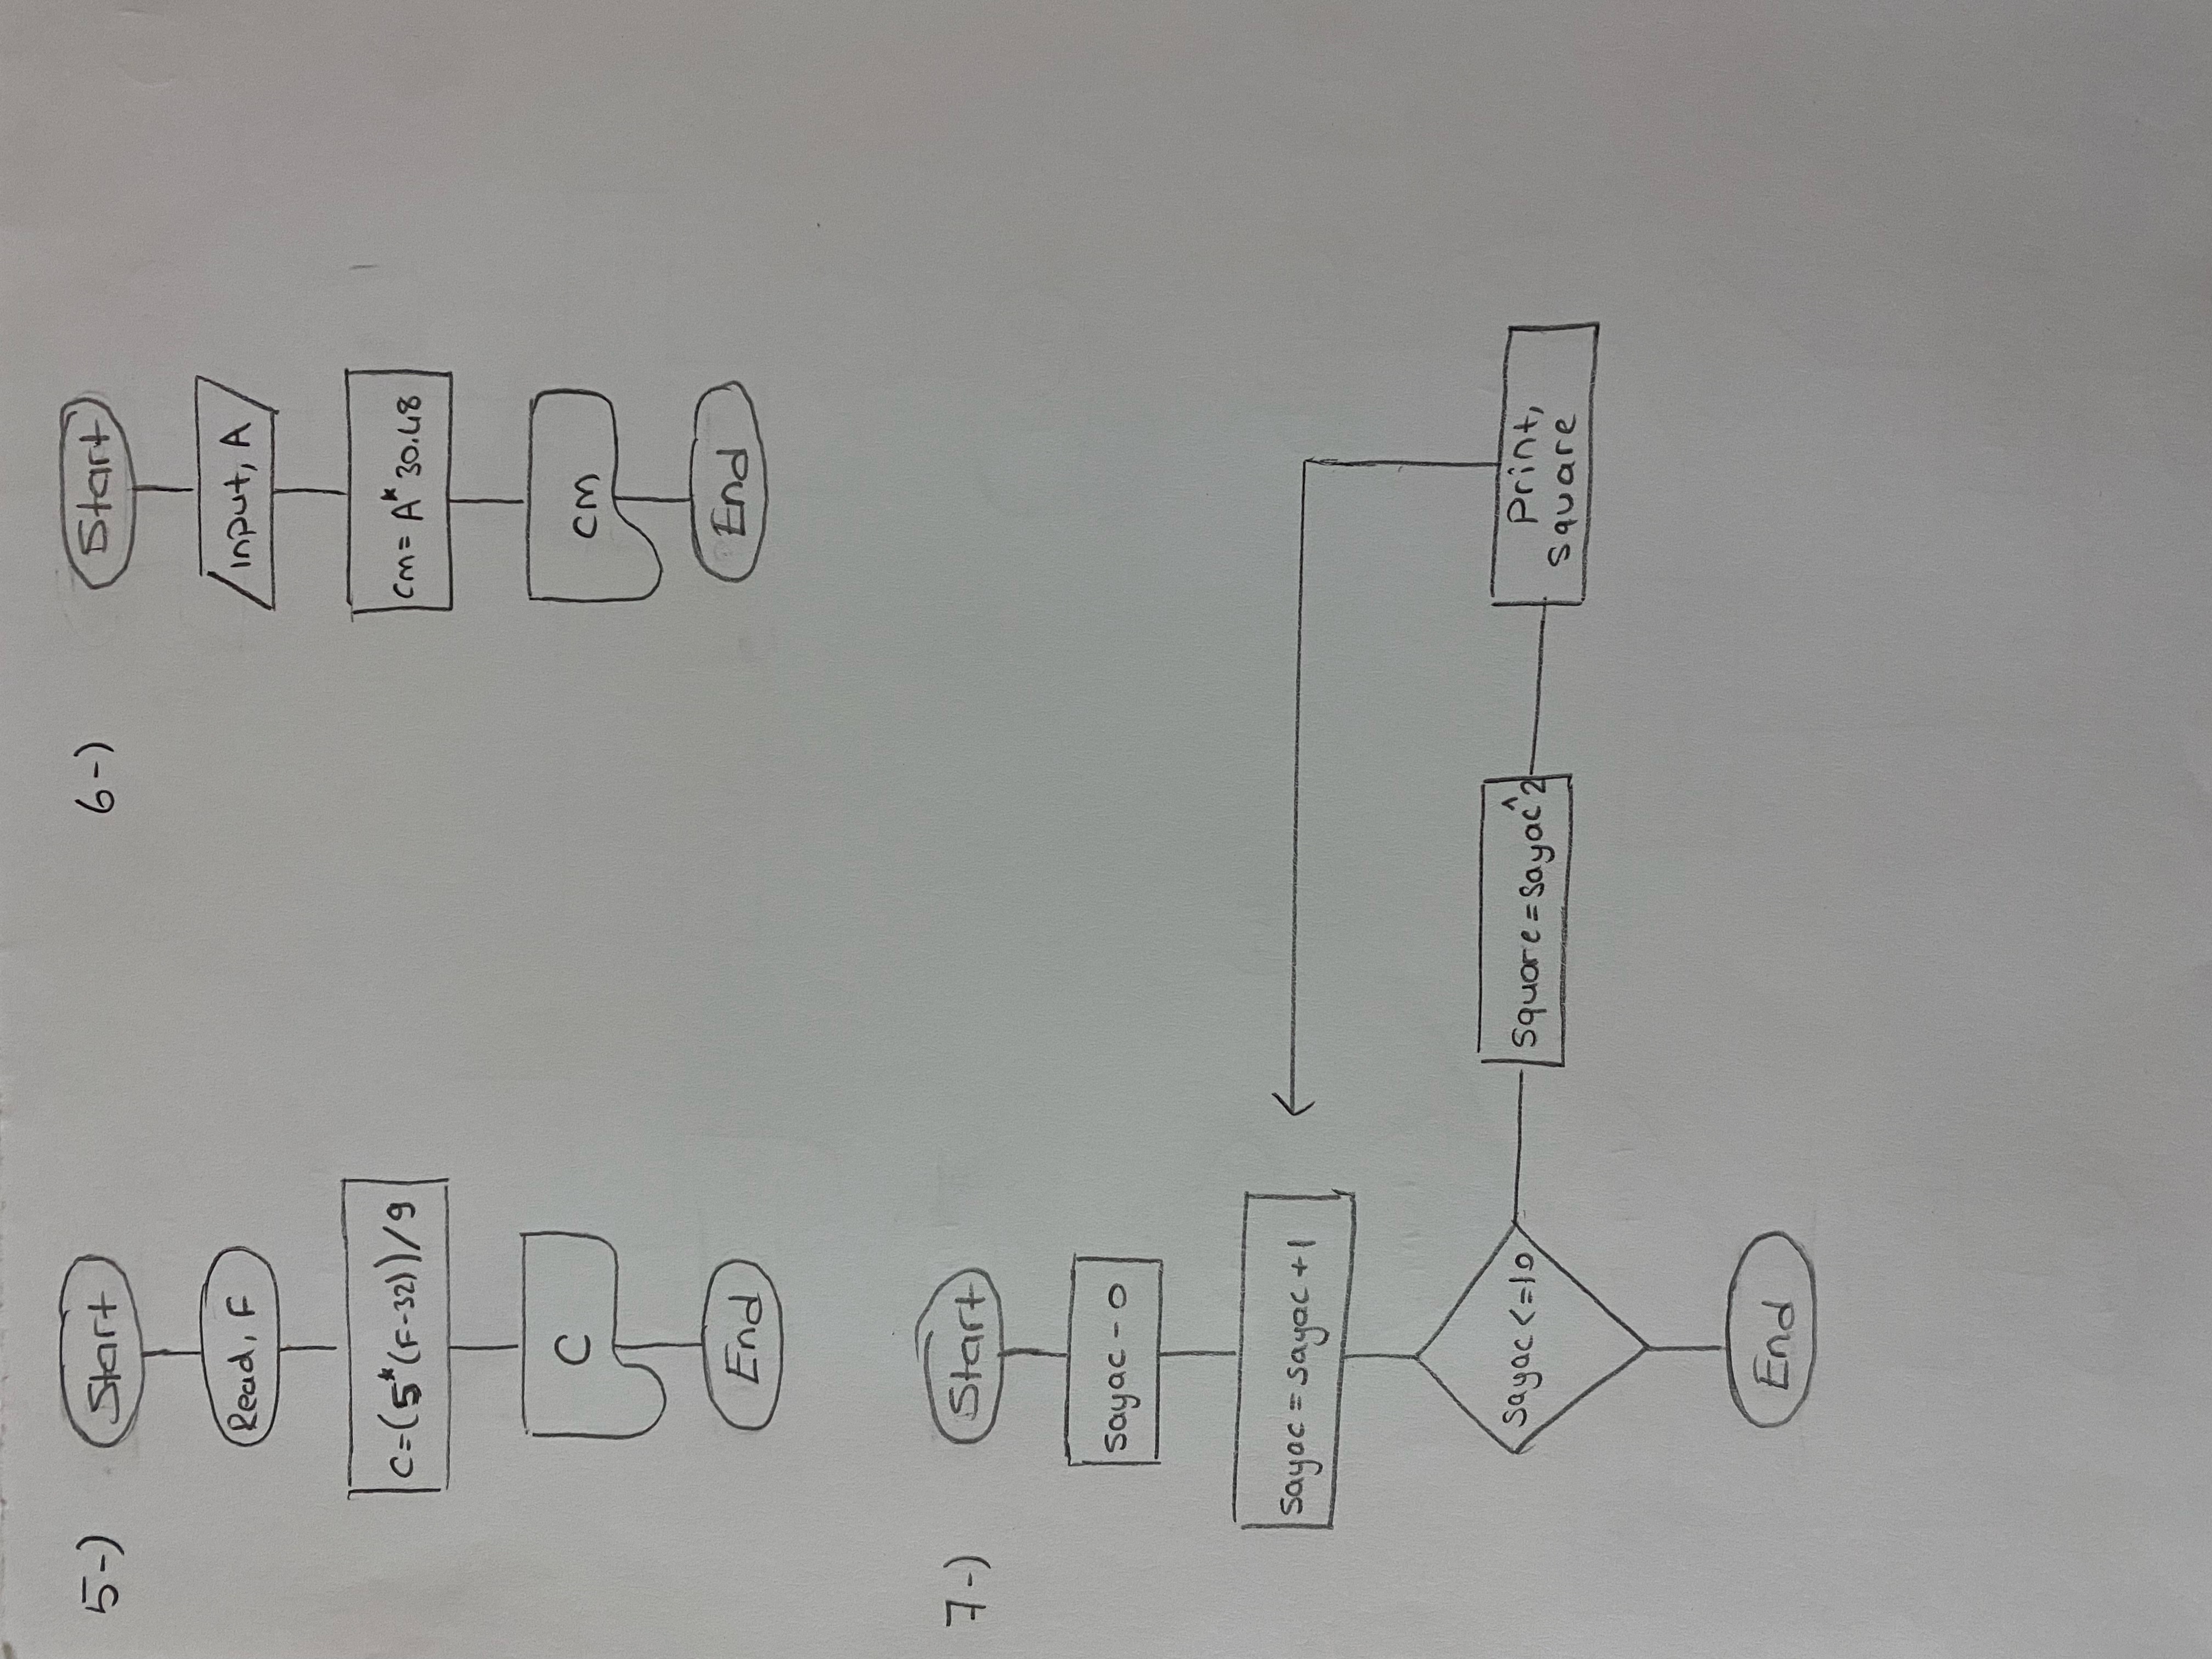 5-)
Start
Read, F
C=(5*(F-32))/9
C
End
6-)
Start
input, A
cm= A* 30.48
cm
End
7-)
Start
Sayac - 0
Sayac = sayac +1
Sayac <=10
Square=sayac^2
Print,
square
End